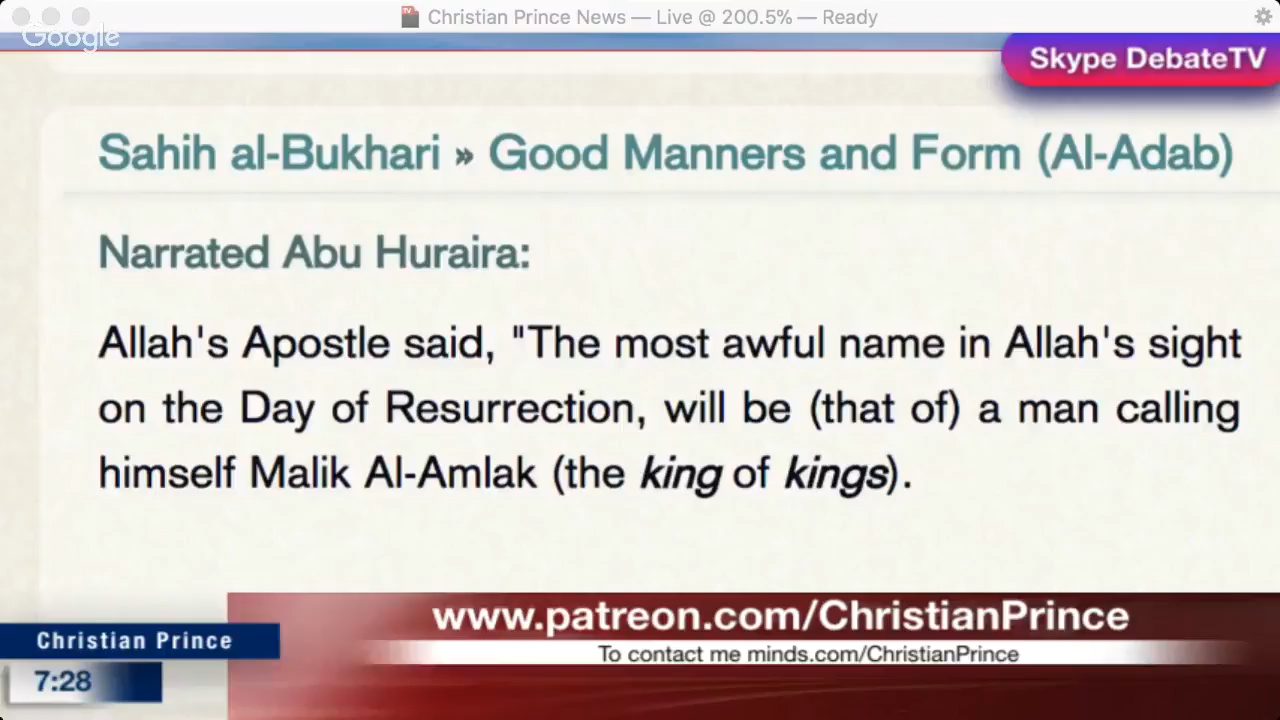 Christian Prince News — Live @ 200.5% — Ready
Google
Skype DebateTV
Sahih al-Bukhari » Good Manners and Form (Al-Adab)
Narrated Abu Huraira:
Allah's Apostle said, "The most awful name in Allah's sight
on the Day of Resurrection, will be (that of) a man calling
himself Malik Al-Amlak (the king of kings).
www.patreon.com/ChristianPrince
Christian Prince
To contact me minds.com/ChristianPrince
7:28